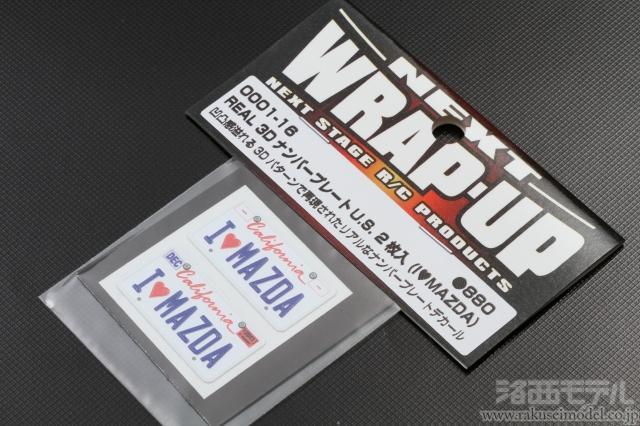 NEXT
WRAP-UP
NEXT STAGE R/C PRODUCTS
0001-16 ●880
REAL 3Dナンバープレート U.S. 2枚入 (I♥MAZDA)
凹凸感溢れる3Dパターンで再現されたリアルなナンバープレートデカール
California
I♥MAZDA
DEC California
I♥MAZDA
洛西モデル
www.rakuseimodel.co.jp